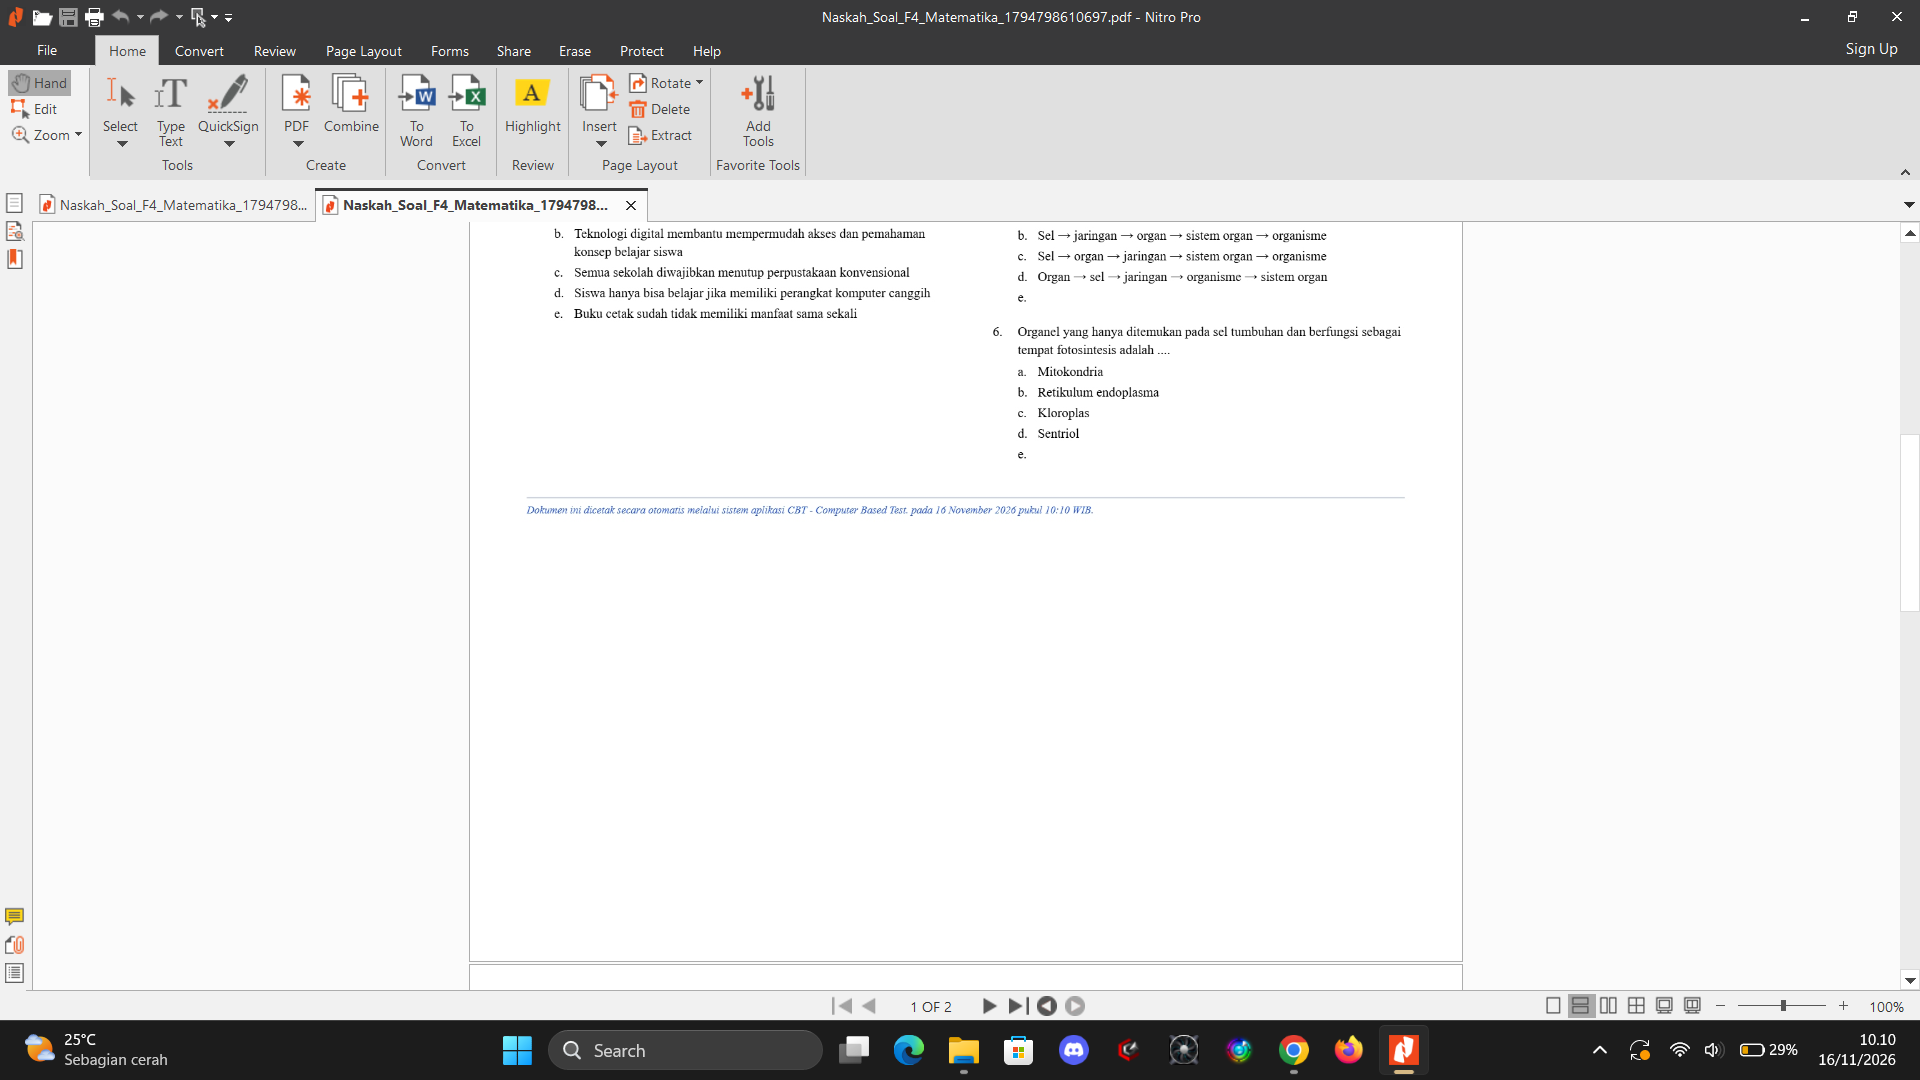 Naskah_Soal_F4_Matematika_1794798610697.pdf - Nitro Pro
File
Home
Convert
Review
Page Layout
Forms
Share
Erase
Protect
Help
Sign Up
Hand
Edit
Zoom
Select
Type
Text
QuickSign
Tools
PDF
Combine
Create
To
Word
To
Excel
Convert
Highlight
Review
Insert
Rotate
Delete
Extract
Page Layout
Add
Tools
Favorite Tools
Naskah_Soal_F4_Matematika_1794798...
Naskah_Soal_F4_Matematika_1794798...
b. Teknologi digital membantu mempermudah akses dan pemahaman
konsep belajar siswa
c. Semua sekolah diwajibkan menutup perpustakaan konvensional
d. Siswa hanya bisa belajar jika memiliki perangkat komputer canggih
e. Buku cetak sudah tidak memiliki manfaat sama sekali
b. Sel → jaringan → organ → sistem organ → organisme
c. Sel → organ → jaringan → sistem organ → organisme
d. Organ → sel → jaringan → organisme → sistem organ
e.
6. Organel yang hanya ditemukan pada sel tumbuhan dan berfungsi sebagai
tempat fotosintesis adalah ....
a. Mitokondria
b. Retikulum endoplasma
c. Kloroplas
d. Sentriol
e.
Dokumen ini dicetak secara otomatis melalui sistem aplikasi CBT - Computer Based Test. pada 16 November 2026 pukul 10:10 WIB.
1 OF 2
100%
25°C
Sebagian cerah
Search
29%
10.10
16/11/2026